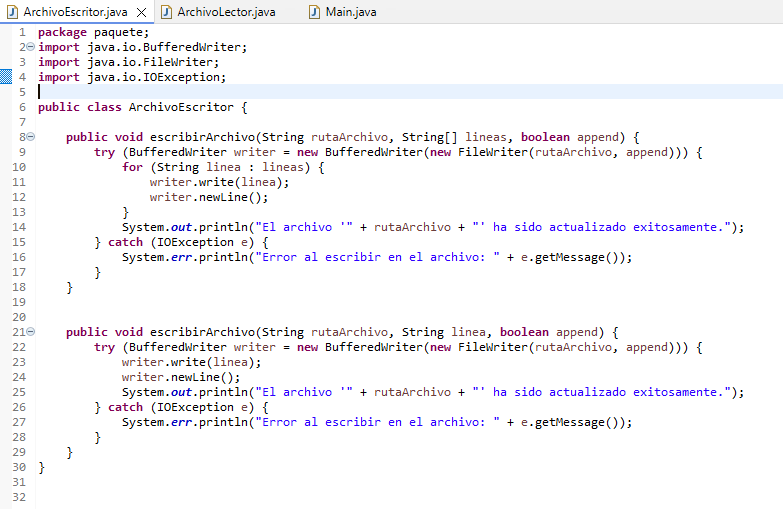 ArchivoEscritor.java ArchivoLector.java Main.java
1 package paquete;
2 import java.io.BufferedWriter;
3 import java.io.FileWriter;
4 import java.io.IOException;
5
6 public class ArchivoEscritor {
7
8     public void escribirArchivo(String rutaArchivo, String[] lineas, boolean append) {
9         try (BufferedWriter writer = new BufferedWriter(new FileWriter(rutaArchivo, append))) {
10             for (String linea : lineas) {
11                 writer.write(linea);
12                 writer.newLine();
13             }
14             System.out.println("El archivo '" + rutaArchivo + "' ha sido actualizado exitosamente.");
15         } catch (IOException e) {
16             System.err.println("Error al escribir en el archivo: " + e.getMessage());
17         }
18     }
19
20
21     public void escribirArchivo(String rutaArchivo, String linea, boolean append) {
22         try (BufferedWriter writer = new BufferedWriter(new FileWriter(rutaArchivo, append))) {
23             writer.write(linea);
24             writer.newLine();
25             System.out.println("El archivo '" + rutaArchivo + "' ha sido actualizado exitosamente.");
26         } catch (IOException e) {
27             System.err.println("Error al escribir en el archivo: " + e.getMessage());
28         }
29     }
30 }
31
32